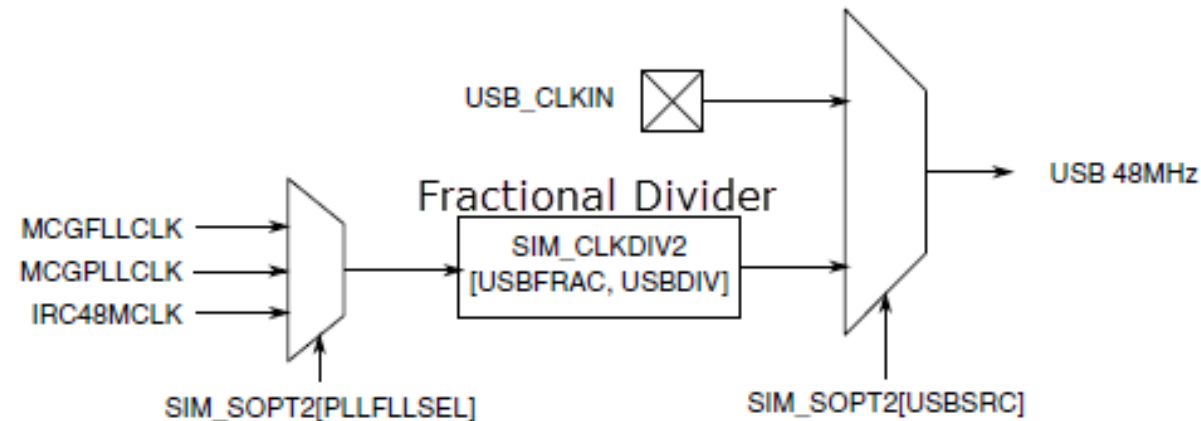 USB_CLKIN
USB 48MHz
Fractional Divider
MCGFLLCLK
MCGPLLCLK
IRC48MCLK
SIM_CLKDIV2
[USBFRAC, USBDIV]
SIM_SOPT2[PLLFLLSEL]
SIM_SOPT2[USBSRC]